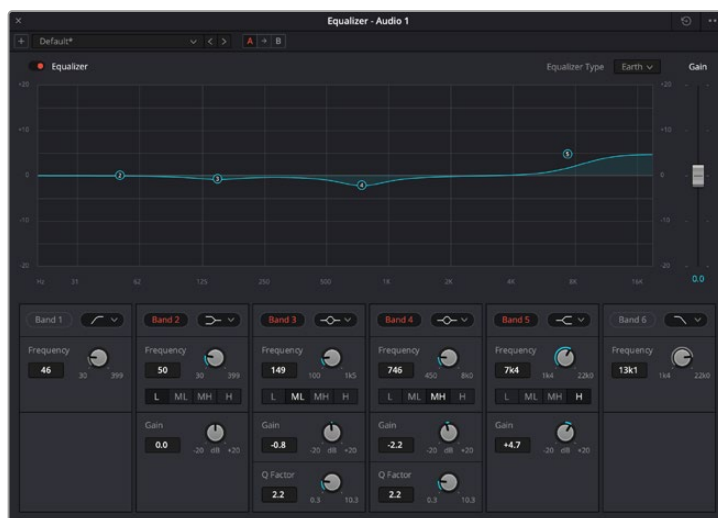 Equalizer - Audio 1
Default*
A B
Equalizer
Equalizer Type Earth Gain
+20 +20
+10 +10
0 0
-10 -10
-20 -20
2 3 4 5
Hz 31 62 125 250 500 1K 2K 4K 8K 16K
0.0
Band 1 Band 2 Band 3 Band 4 Band 5 Band 6
Frequency Frequency Frequency Frequency Frequency Frequency
46 30 399 50 30 399 149 100 1k5 746 450 8k0 7k4 1k4 22k0 13k1 1k4 22k0
L ML MH H L ML MH H L ML MH H L ML MH H
Gain Gain Gain Gain
0.0 -20 dB +20 -0.8 -20 dB +20 -2.2 -20 dB +20 +4.7 -20 dB +20
Q Factor Q Factor
2.2 0.3 10.3 2.2 0.3 10.3